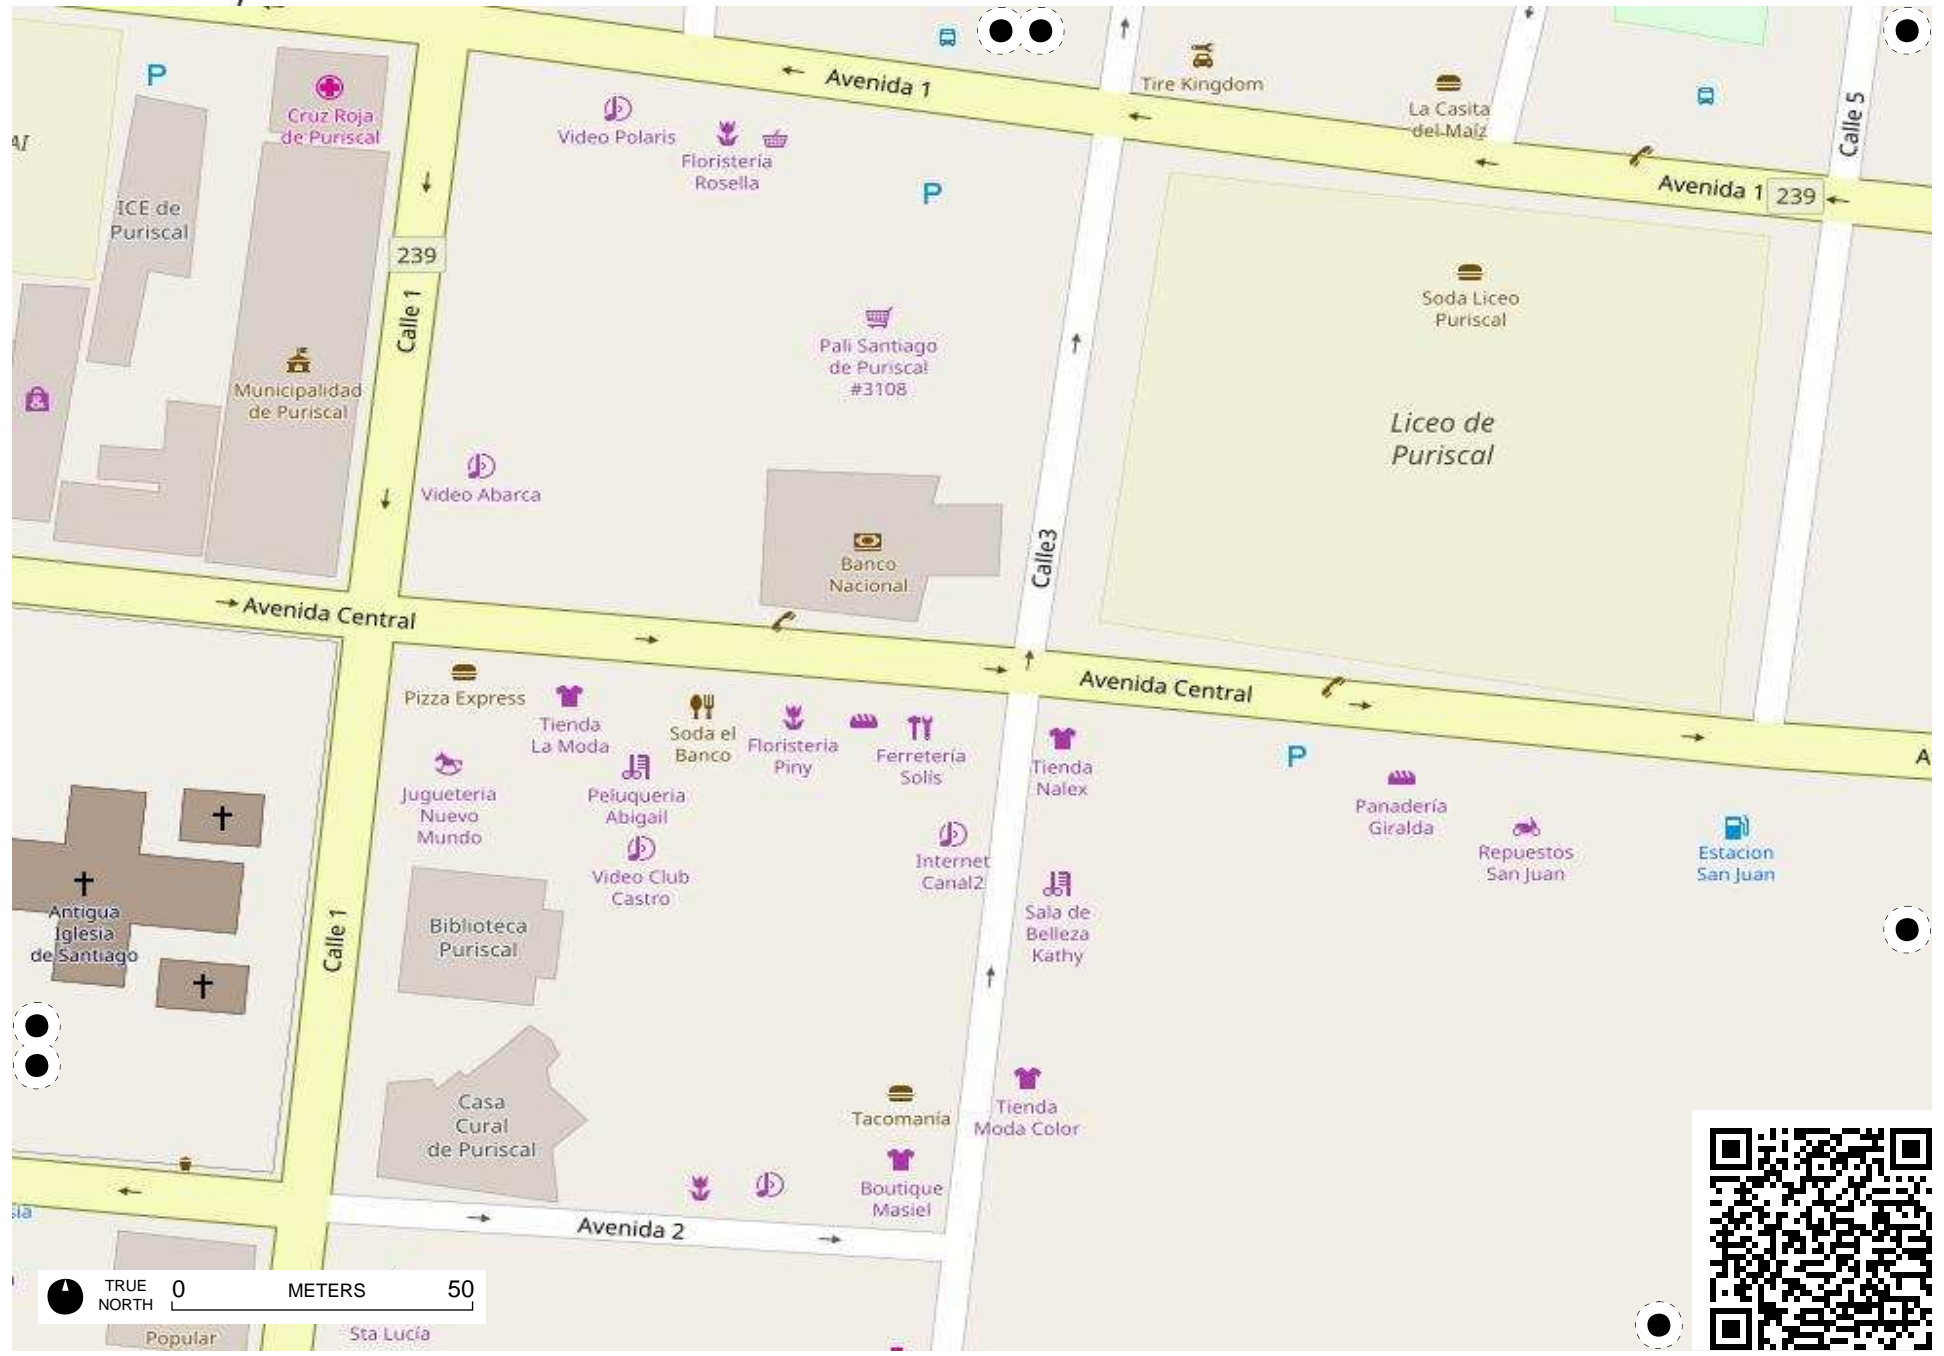 Avenida 1
Tire Kingdom
La Casita
del Maíz
Calle 5
P
Cruz Roja
de Puriscal
Video Polaris
Floristería
Rosella
P
Avenida 1
239
ICE de
Puriscal
239
Calle 1
Soda Liceo
Puriscal
Pali Santiago
de Puriscal
#3108
Municipalidad
de Puriscal
Liceo de
Puriscal
Video Abarca
Banco
Nacional
Calle3
Avenida Central
Avenida Central
Pizza Express
Tienda
La Moda
Soda el
Banco
Floristeria
Piny
Ferretería
Solís
Tienda
Nalex
P
Panadería
Giralda
Repuestos
San Juan
Estacion
San Juan
Jugueteria
Nuevo
Mundo
Peluqueria
Abigail
Video Club
Castro
Internet
Canal2
Sala de
Belleza
Kathy
Antigua
Iglesia
de Santiago
Calle 1
Biblioteca
Puriscal
Casa
Cural
de Puriscal
Tacomanía
Tienda
Moda Color
Boutique
Masiel
Avenida 2
TRUE
NORTH
0 METERS 50
Popular
Sta Lucía